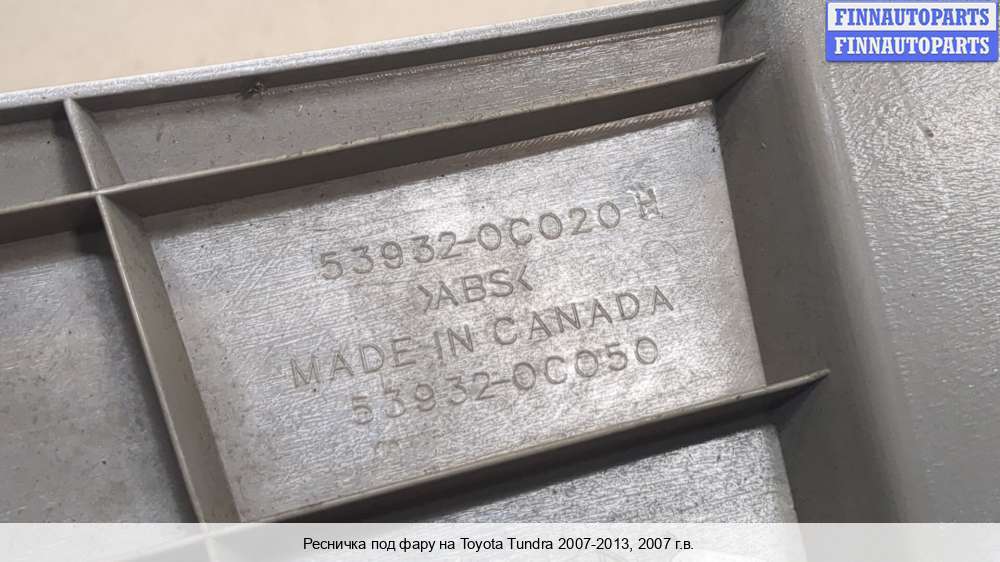 FINNAUTOPARTS
FINNAUTOPARTS
53932-0C020 H
>ABS<
MADE IN CANADA
53932-0C050
Ресничка под фару на Toyota Tundra 2007-2013, 2007 г.в.